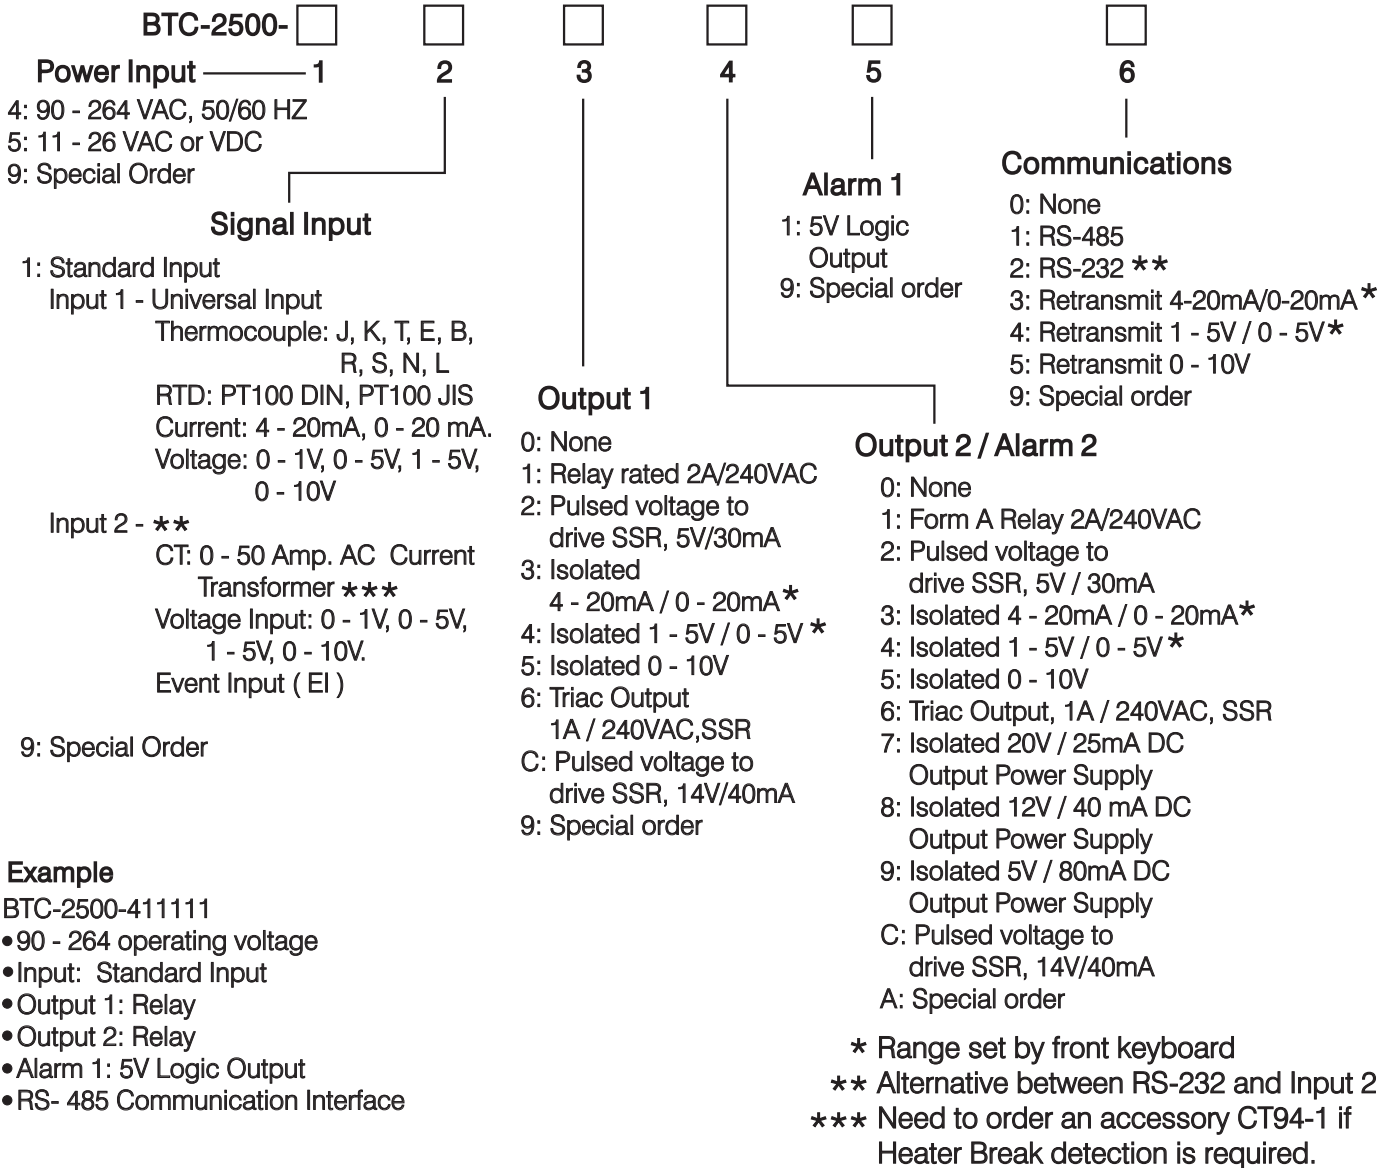 BTC-2500-
Power Input 1 2 3 4 5 6
4: 90 - 264 VAC, 50/60 HZ
5: 11 - 26 VAC or VDC
9: Special Order
Signal Input
1: Standard Input
Input 1 - Universal Input
Thermocouple: J, K, T, E, B,
R, S, N, L
RTD: PT100 DIN, PT100 JIS
Current: 4 - 20mA, 0 - 20 mA.
Voltage: 0 - 1V, 0 - 5V, 1 - 5V,
0 - 10V
Input 2 - **
CT: 0 - 50 Amp. AC Current
Transformer ***
Voltage Input: 0 - 1V, 0 - 5V,
1 - 5V, 0 - 10V.
Event Input ( EI )
9: Special Order
Output 1
0: None
1: Relay rated 2A/240VAC
2: Pulsed voltage to
drive SSR, 5V/30mA
3: Isolated
4 - 20mA / 0 - 20mA*
4: Isolated 1 - 5V / 0 - 5V *
5: Isolated 0 - 10V
6: Triac Output
1A / 240VAC,SSR
C: Pulsed voltage to
drive SSR, 14V/40mA
9: Special order
Output 2 / Alarm 2
0: None
1: Form A Relay 2A/240VAC
2: Pulsed voltage to
drive SSR, 5V / 30mA
3: Isolated 4 - 20mA / 0 - 20mA*
4: Isolated 1 - 5V / 0 - 5V *
5: Isolated 0 - 10V
6: Triac Output, 1A / 240VAC, SSR
7: Isolated 20V / 25mA DC
Output Power Supply
8: Isolated 12V / 40 mA DC
Output Power Supply
9: Isolated 5V / 80mA DC
Output Power Supply
C: Pulsed voltage to
drive SSR, 14V/40mA
A: Special order
Alarm 1
1: 5V Logic
Output
9: Special order
Communications
0: None
1: RS-485
2: RS-232 **
3: Retransmit 4-20mA/0-20mA*
4: Retransmit 1 - 5V / 0 - 5V*
5: Retransmit 0 - 10V
9: Special order
Example
BTC-2500-411111
•90 - 264 operating voltage
•Input: Standard Input
•Output 1: Relay
•Output 2: Relay
•Alarm 1: 5V Logic Output
•RS- 485 Communication Interface
* Range set by front keyboard
** Alternative between RS-232 and Input 2
*** Need to order an accessory CT94-1 if
Heater Break detection is required.